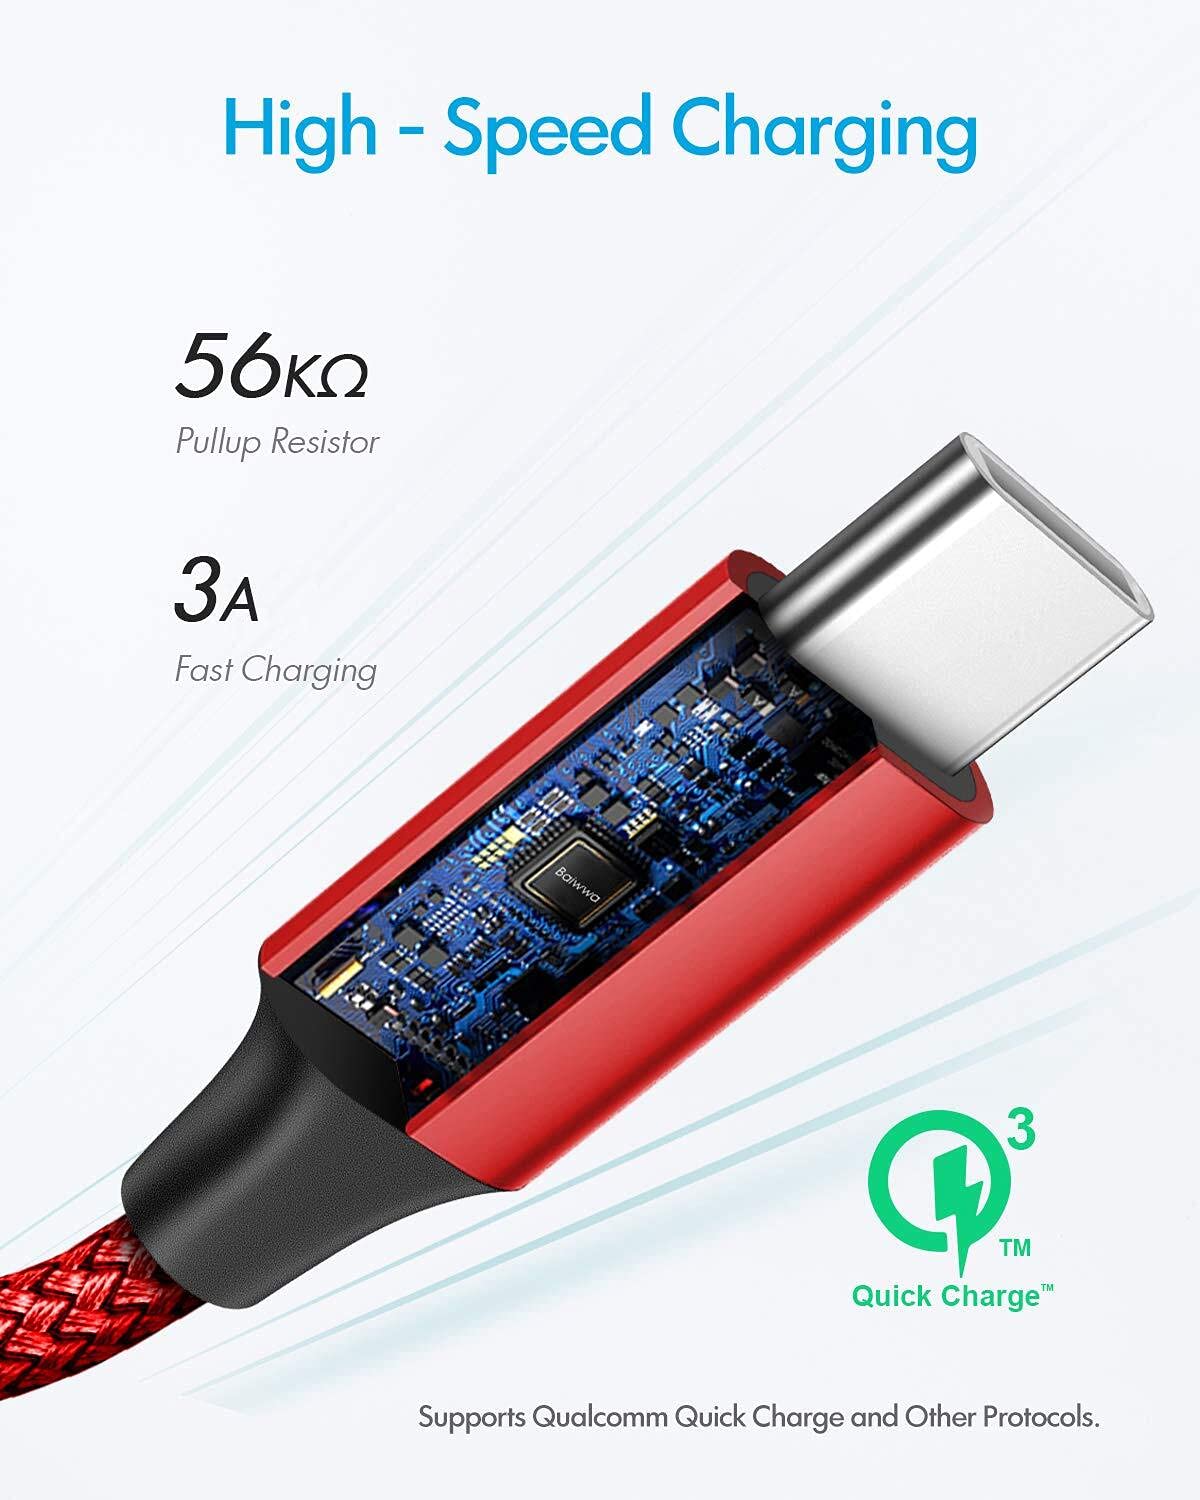 High - Speed Charging
56KΩ
Pullup Resistor
3A
Fast Charging
Baiwwa
3
TM
Quick Charge™
Supports Qualcomm Quick Charge and Other Protocols.